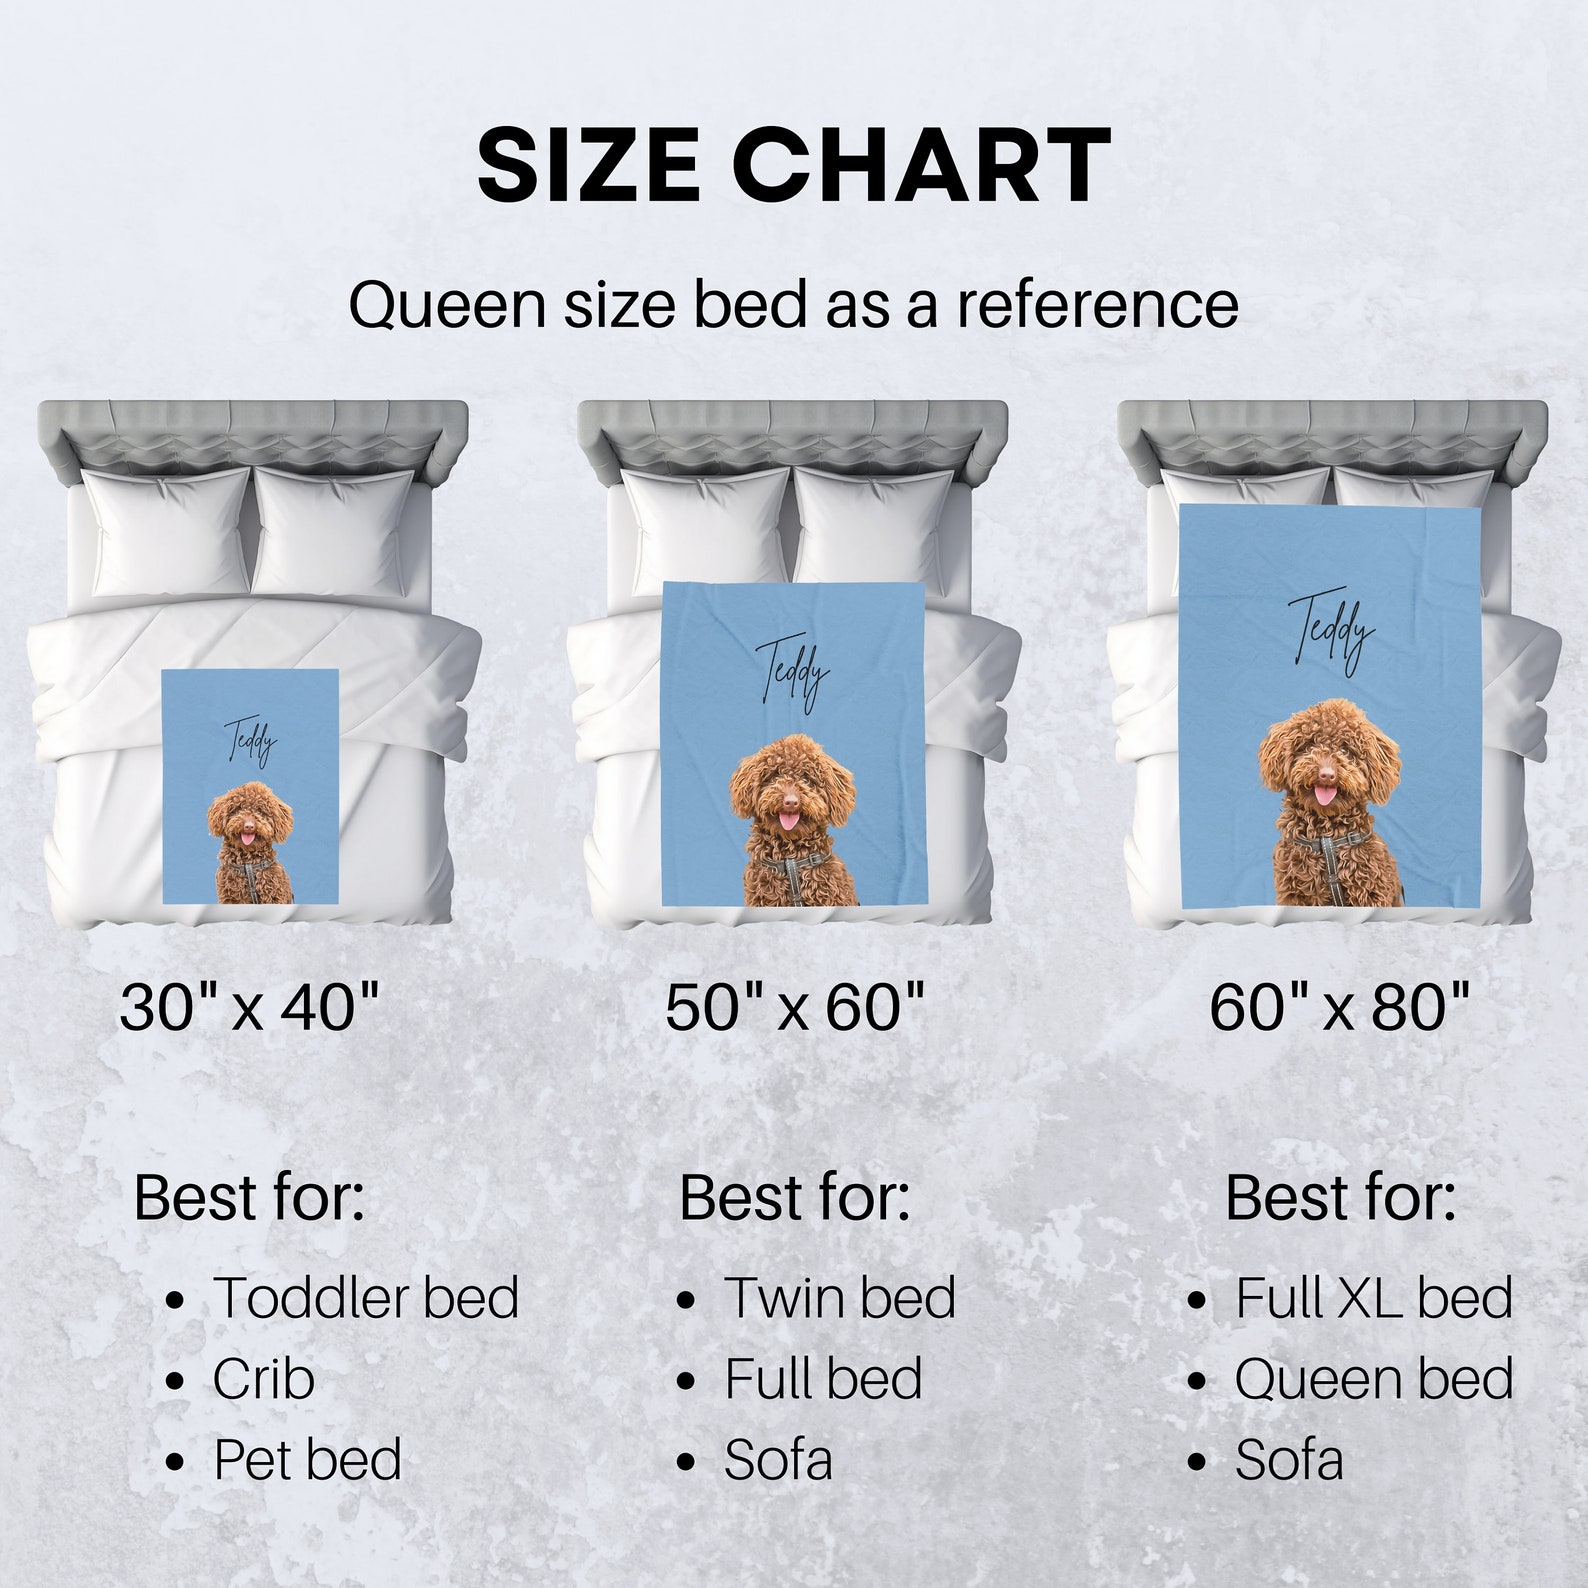 SIZE CHART
Queen size bed as a reference
Teddy
Teddy
Teddy
30" x 40"
50" x 60"
60" x 80"
Best for:
• Toddler bed
• Crib
• Pet bed
Best for:
• Twin bed
• Full bed
• Sofa
Best for:
• Full XL bed
• Queen bed
• Sofa